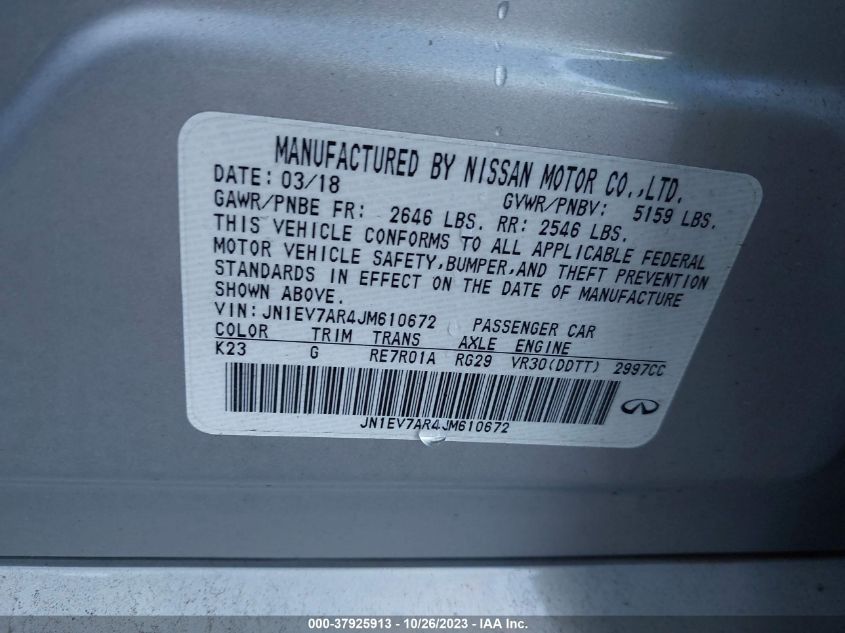 MANUFACTURED BY NISSAN MOTOR CO.,LTD.
DATE: 03/18 GVWR/PNBV: 5159 LBS.
GAWR/PNBE FR: 2646 LBS. RR: 2546 LBS.
THIS VEHICLE CONFORMS TO ALL APPLICABLE FEDERAL
MOTOR VEHICLE SAFETY,BUMPER,AND THEFT PREVENTION
STANDARDS IN EFFECT ON THE DATE OF MANUFACTURE
SHOWN ABOVE.
VIN: JN1EV7AR4JM610672 PASSENGER CAR
COLOR TRIM TRANS AXLE ENGINE
K23 G RE7R01A RG29 VR30(DDTT) 2997CC
JN1EV7AR4JM610672
000-37925913 - 10/26/2023 - IAA Inc.